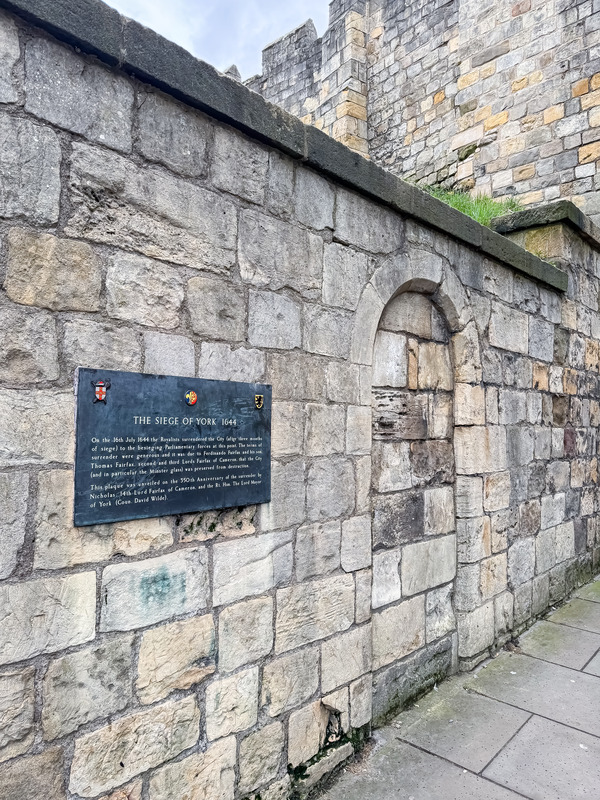 THE SIEGE OF YORK 1644
On the 16th July 1644 the Royalists surrendered the City (after three months
of siege) to the besieging Parliamentary forces at this point. The terms of
surrender were generous and it was due to Ferdinando Fairfax and his son
Thomas Fairfax, second and third Lords Fairfax of Cameron that the City
(and in particular the Minster glass) was preserved from destruction.
This plaque was unveiled on the 350th Anniversary of the surrender by
Nicholas, 14th Lord Fairfax of Cameron, and the Rt. Hon. The Lord Mayor
of York (Coun. David Wilde).